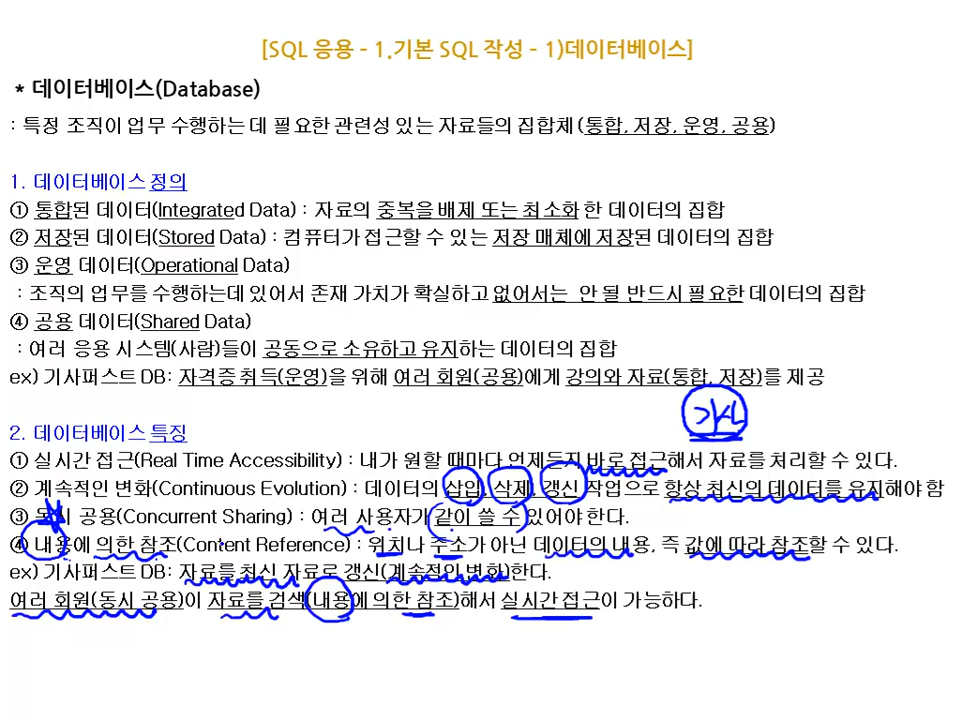 [SQL 응용 - 1.기본 SQL 작성 - 1)데이터베이스]
* 데이터베이스(Database)
: 특정 조직이 업무 수행하는 데 필요한 관련성 있는 자료들의 집합체 (통합, 저장, 운영, 공용)
1. 데이터베이스 정의
① 통합된 데이터(Integrated Data) : 자료의 중복을 배제 또는 최소화 한 데이터의 집합
② 저장된 데이터(Stored Data) : 컴퓨터가 접근할 수 있는 저장 매체에 저장된 데이터의 집합
③ 운영 데이터(Operational Data)
: 조직의 업무를 수행하는데 있어서 존재 가치가 확실하고 없어서는 안 될 반드시 필요한 데이터의 집합
④ 공용 데이터(Shared Data)
: 여러 응용 시스템(사람)들이 공동으로 소유하고 유지하는 데이터의 집합
ex) 기사퍼스트 DB: 자격증 취득(운영)을 위해 여러 회원(공용)에게 강의와 자료(통합, 저장)를 제공
2. 데이터베이스 특징
① 실시간 접근(Real Time Accessibility) : 내가 원할 때마다 언제든지 바로 접근해서 자료를 처리할 수 있다.
② 계속적인 변화(Continuous Evolution) : 데이터의 삽입, 삭제, 갱신 작업으로 항상 최신의 데이터를 유지해야 함
③ 동시 공용(Concurrent Sharing) : 여러 사용자가 같이 쓸 수 있어야 한다.
④ 내용에 의한 참조(Content Reference) : 위치나 주소가 아닌 데이터의 내용, 즉 값에 따라 참조할 수 있다.
ex) 기사퍼스트 DB: 자료를 최신 자료로 갱신(계속적인 변화)한다.
여러 회원(동시 공용)이 자료를 검색(내용에 의한 참조)해서 실시간 접근이 가능하다.